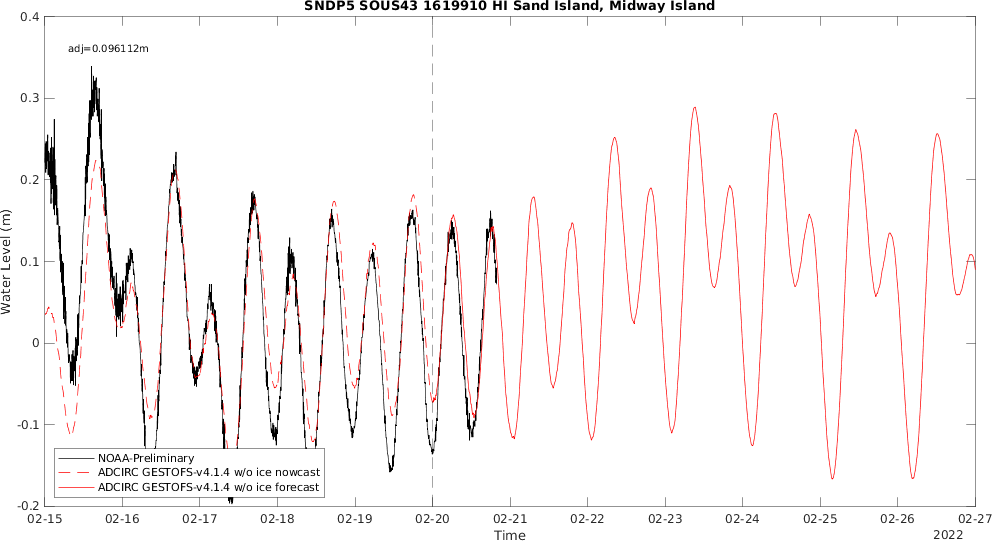 SNDP5 SOUS43 1619910 HI Sand Island, Midway Island
adj=0.096112m
Water Level (m)
0.4
0.3
0.2
0.1
0
-0.1
-0.2
NOAA-Preliminary
ADCIRC GESTOFS-v4.1.4 w/o ice nowcast
ADCIRC GESTOFS-v4.1.4 w/o ice forecast
02-15 02-16 02-17 02-18 02-19 02-20 02-21 02-22 02-23 02-24 02-25 02-26 02-27
Time
2022